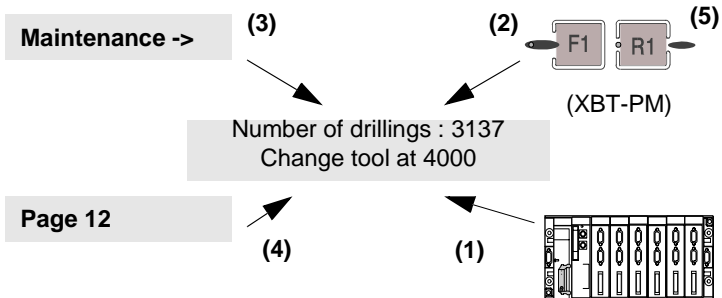 Maintenance -> (3) (2) F1 R1 (5)
(XBT-PM)
Number of drillings : 3137
Change tool at 4000
Page 12
(4) (1)